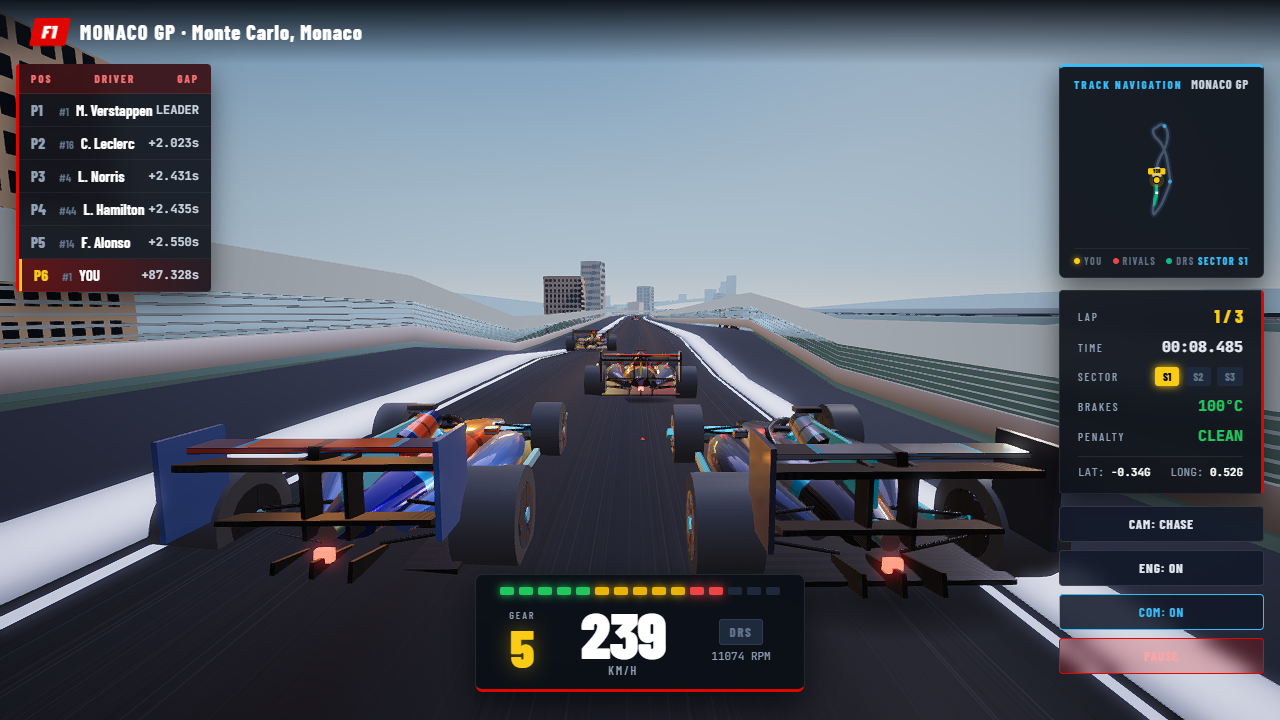 F1 MONACO GP · Monte Carlo, Monaco
POS DRIVER GAP
P1 #1 M. Verstappen LEADER
P2 #16 C. Leclerc +2.023s
P3 #4 L. Norris +2.431s
P4 #44 L. Hamilton +2.435s
P5 #14 F. Alonso +2.550s
P6 #1 YOU +87.328s
TRACK NAVIGATION MONACO GP
YOU
YOU RIVALS DRS SECTOR S1
LAP 1/3
TIME 00:08.485
SECTOR S1 S2 S3
BRAKES 100°C
PENALTY CLEAN
LAT: -0.34G LONG: 0.52G
CAM: CHASE
ENG: ON
COM: ON
PAUSE
GEAR
5
239
KM/H
DRS
11074 RPM